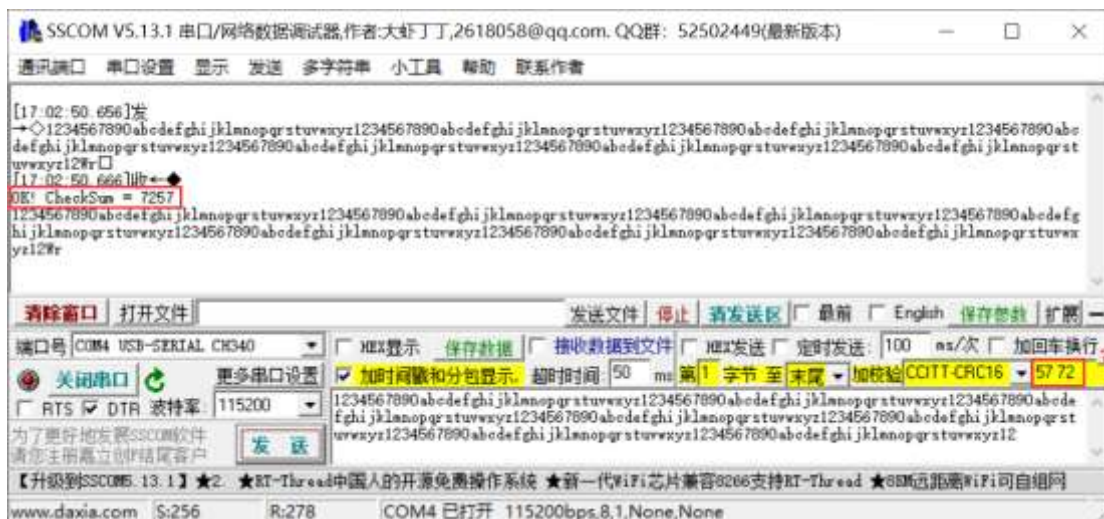 SSCOM V5.13.1 串口/网络数据调试器,作者:大虾丁丁,2618058@qq.com. QQ群: 52502449(最新版本)
通讯端口 串口设置 显示 发送 多字符串 小工具 帮助 联系作者
[17:02:50.656]发
→◇1234567890abcdefghijklmnopqrstuvwxyz1234567890abcdefghijklmnopqrstuvwxyz1234567890abcdefghijklmnopqrstuvwxyz1234567890abc
defghijklmnopqrstuvwxyz1234567890abcdefghijklmnopqrstuvwxyz1234567890abcdefghijklmnopqrstuvwxyz1234567890abcdefghijklmnopqrst
uvwxyz12Wr□
[17:02:50.666]收←◆
OK! CheckSum = 7257
1234567890abcdefghijklmnopqrstuvwxyz1234567890abcdefghijklmnopqrstuvwxyz1234567890abcdefghijklmnopqrstuvwxyz1234567890abcdefg
hijklmnopqrstuvwxyz1234567890abcdefghijklmnopqrstuvwxyz1234567890abcdefghijklmnopqrstuvwxyz1234567890abcdefghijklmnopqrstuvwx
yz12Wr
清除窗口 打开文件 发送文件 停止 清发送区 最前 English 保存参数 扩展 —
端口号 COM4 USB-SERIAL CH340 HEX显示 保存数据 接收数据到文件 HEX发送 定时发送: 100 ms/次 加回车换行
关闭串口 更多串口设置 加时间戳和分包显示. 超时时间: 50 ms 第 1 字节 至 末尾 加校验 CCITT-CRC16 57 72
RTS DTR 波特率: 115200
1234567890abcdefghijklmnopqrstuvwxyz1234567890abcdefghijklmnopqrstuvwxyz1234567890abcde
fghijklmnopqrstuvwxyz1234567890abcdefghijklmnopqrstuvwxyz1234567890abcdefghijklmnopqrst
uvwxyz1234567890abcdefghijklmnopqrstuvwxyz1234567890abcdefghijklmnopqrstuvwxyz12
为了更好地发展SSCOM软件
请您注册嘉立创F结尾客户
发 送
【升级到SSCOM5.13.1】★2. ★RT-Thread中国人的开源免费操作系统 ★新一代WiFi芯片兼容8266支持RT-Thread ★8KM远距离WiFi可自组网
www.daxia.com S:256 R:278 COM4 已打开 115200bps,8,1,None,None